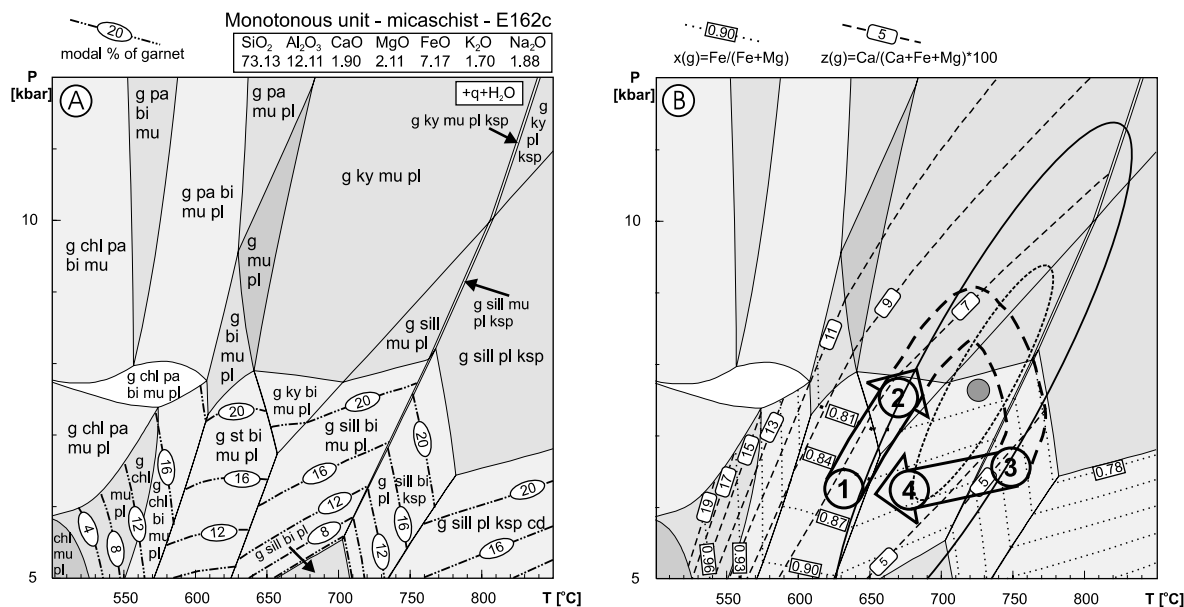 20
modal % of garnet
Monotonous unit - micaschist - E162c
SiO₂ Al₂O₃ CaO MgO FeO K₂O Na₂O
73.13 12.11 1.90 2.11 7.17 1.70 1.88
0.90
x(g)=Fe/(Fe+Mg)
5
z(g)=Ca/(Ca+Fe+Mg)*100
P
[kbar]
A
g pa
bi
mu
g pa
mu pl
+q+H₂O
g ky mu pl ksp
g
ky
pl
ksp
g ky mu pl
g pa bi
mu pl
10
g chl pa
bi mu
g
mu
pl
g sill mu
pl ksp
g
bi
mu
pl
g sill
mu pl
g sill pl ksp
g chl pa
bi mu pl
g ky bi
mu pl
20
20
g chl pa
mu pl
g st bi
mu pl
g sill bi
mu pl
20
16
16
16
g
chl
mu
pl
g
chl bi
mu
pl
12
g
pl
sill bi
ksp
12
16
20
4
8
12
12
g sill bi pl
8
12
g sill pl ksp cd
16
chl
mu
pl
5
550
600
650
700
750
800
T [°C]
P
[kbar]
B
10
11
9
7
2
0.81
13
15
17
19
0.84
1
3
4
5
0.78
0.87
0.96
0.93
0.90
5
5
550
600
650
700
750
800
T [°C]